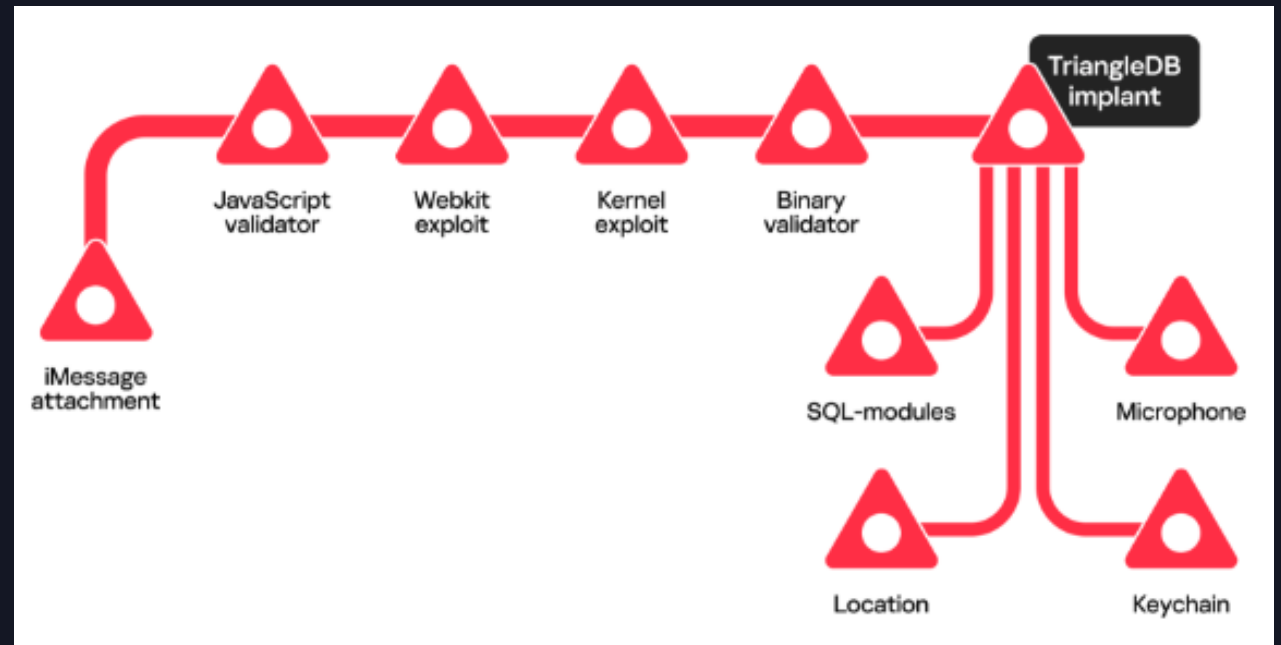 TriangleDB
implant
JavaScript
validator
Webkit
exploit
Kernel
exploit
Binary
validator
iMessage
attachment
SQL-modules
Microphone
Location
Keychain